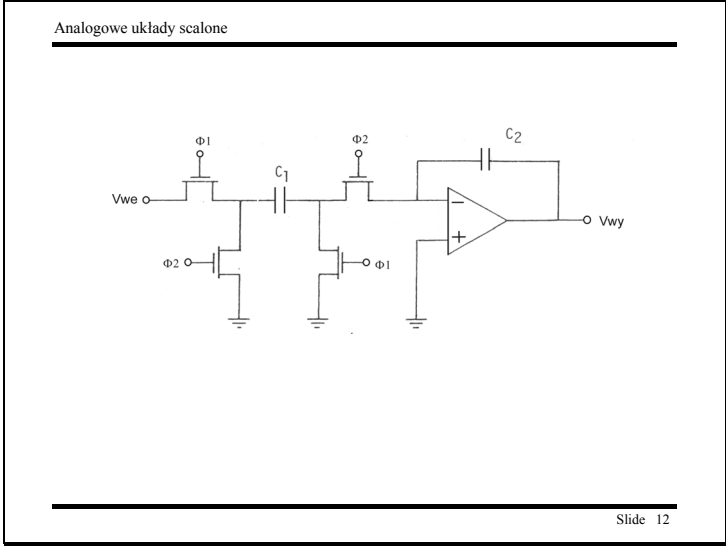 Analogowe układy scalone
C2
Φ1
Φ2
C1
Vwe
−
Vwy
+
Φ2
Φ1
Slide 12